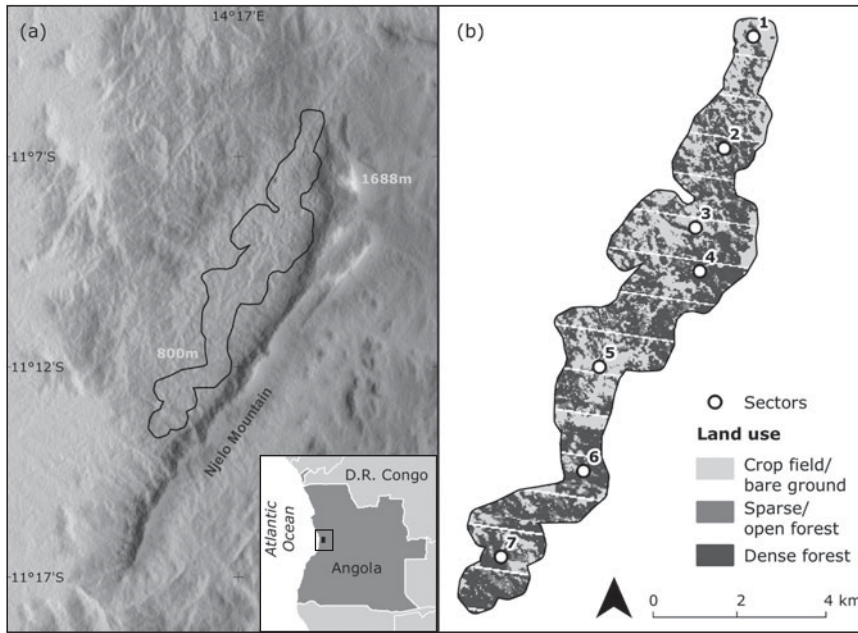 (a)
14°17'E
11°7'S
1688m
800m
11°12'S
Njelo Mountain
11°17'S
D.R. Congo
Atlantic
Ocean
Angola
(b)
1
2
3
4
5
6
7
Sectors
Land use
Crop field/
bare ground
Sparse/
open forest
Dense forest
0 2 4 km